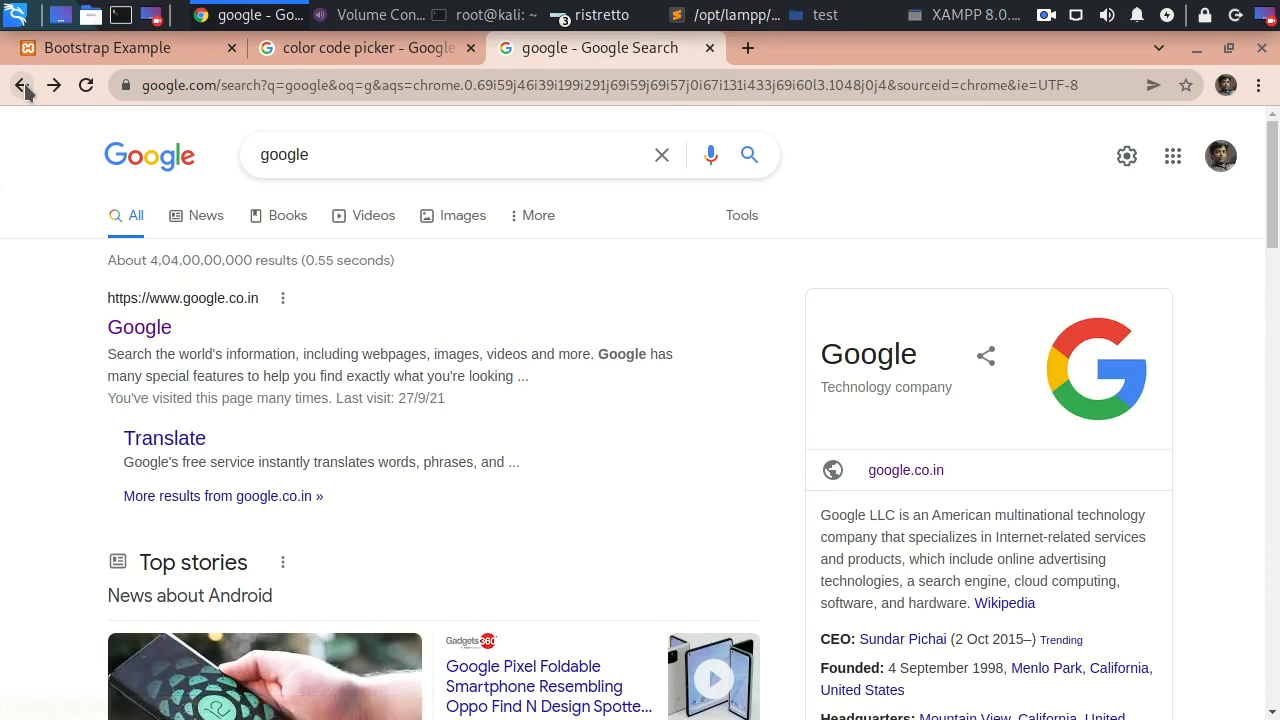 google - Go...
Volume Con...
root@kali: ~
3
ristretto
/opt/lampp/...
test
XAMPP 8.0....
Bootstrap Example
color code picker - Google
google - Google Search
google.com/search?q=google&oq=g&aqs=chrome.0.69i59j46i39i199i291j69i59j69i57j0i67i131i433j69i60l3.1048j0j4&sourceid=chrome&ie=UTF-8
Google
google
All
News
Books
Videos
Images
More
Tools
About 4,04,00,00,000 results (0.55 seconds)
https://www.google.co.in
Google
Search the world's information, including webpages, images, videos and more. Google has
many special features to help you find exactly what you're looking ...
You've visited this page many times. Last visit: 27/9/21
Translate
Google's free service instantly translates words, phrases, and ...
More results from google.co.in »
Top stories
News about Android
Gadgets 360
Google Pixel Foldable
Smartphone Resembling
Oppo Find N Design Spotte...
Google
Technology company
google.co.in
Google LLC is an American multinational technology
company that specializes in Internet-related services
and products, which include online advertising
technologies, a search engine, cloud computing,
software, and hardware. Wikipedia
CEO: Sundar Pichai (2 Oct 2015–) Trending
Founded: 4 September 1998, Menlo Park, California,
United States
Headquarters: Mountain View, California, United